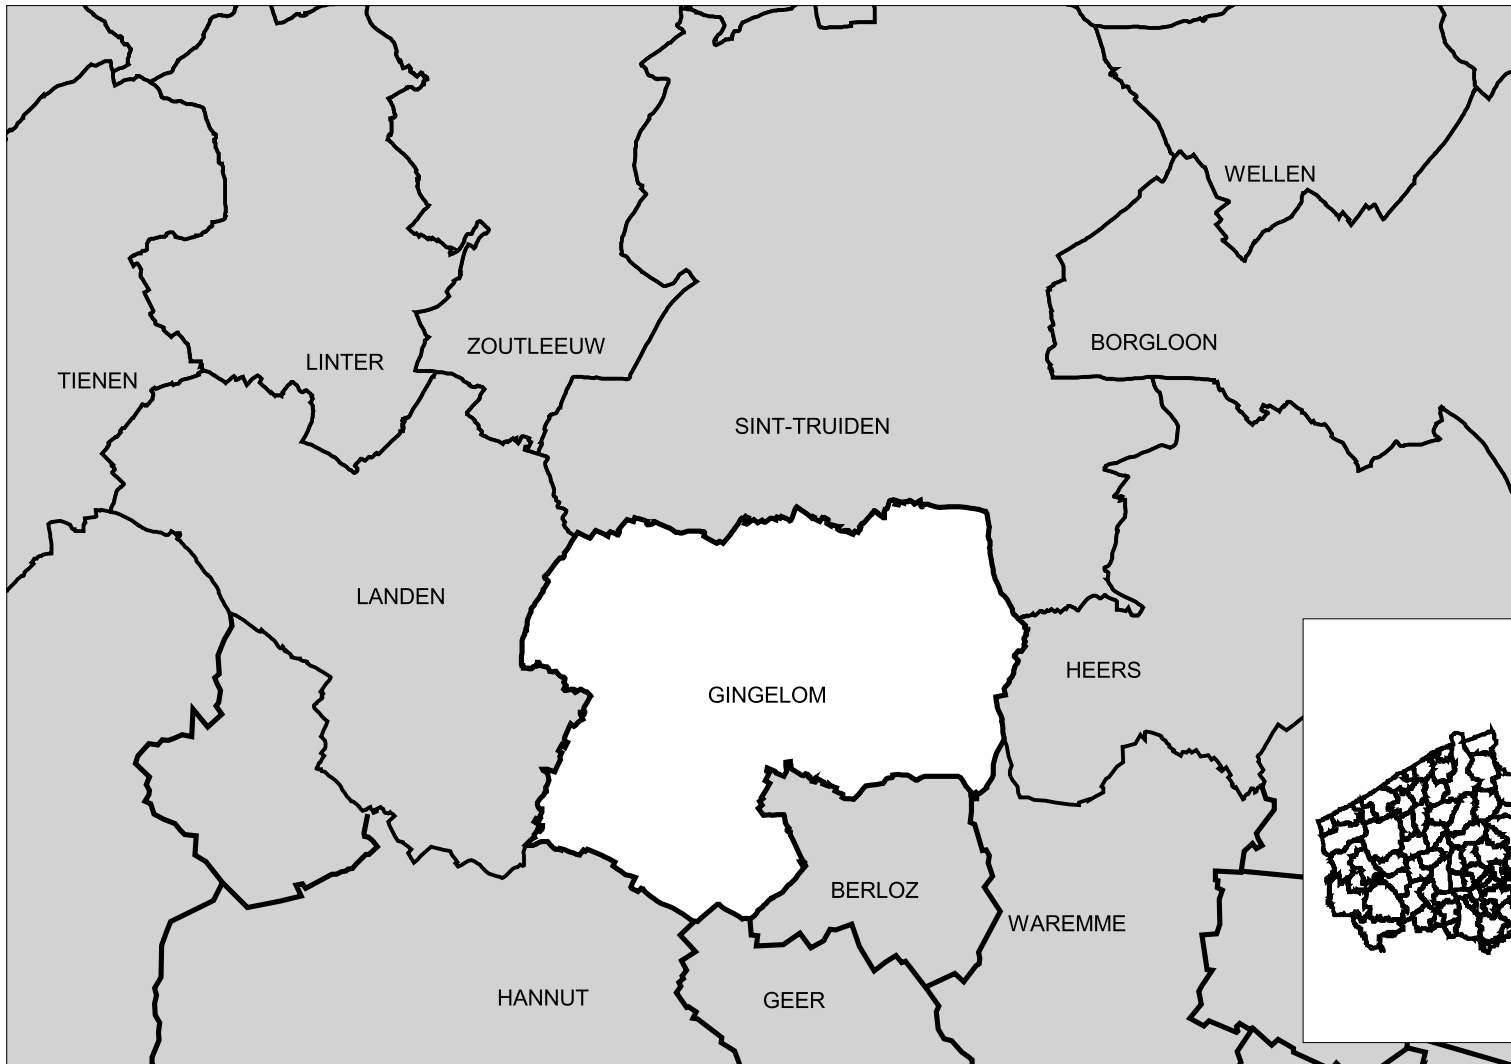 WELLEN
BORGLOON
ZOUTLEEUW
LINTER
TIENEN
SINT-TRUIDEN
LANDEN
HEERS
GINGELOM
BERLOZ
WAREMME
HANNUT
GEER